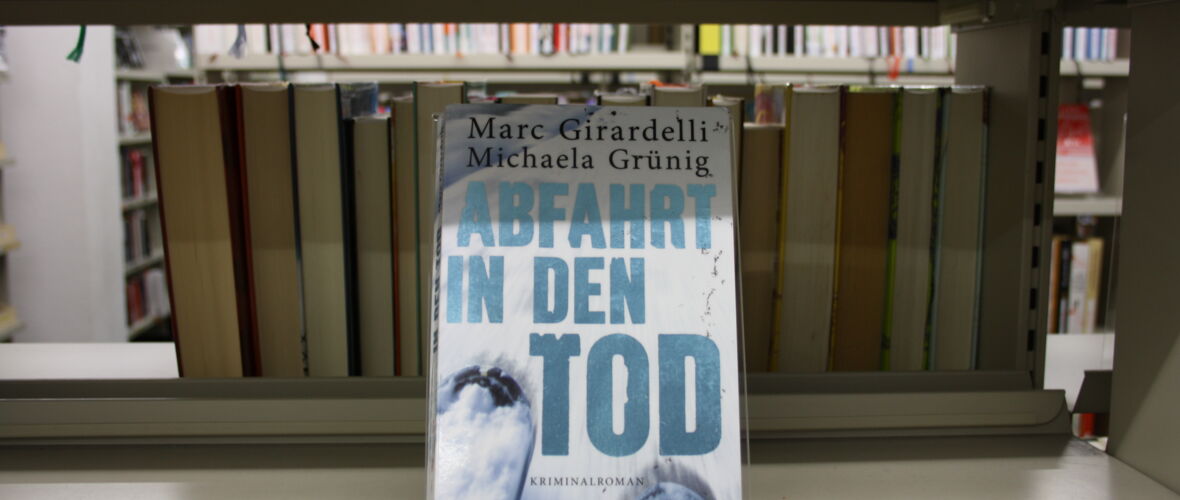 Marc Girardelli
Michaela Grünig
ABFAHRT
IN DEN
TOD
KRIMINALROMAN